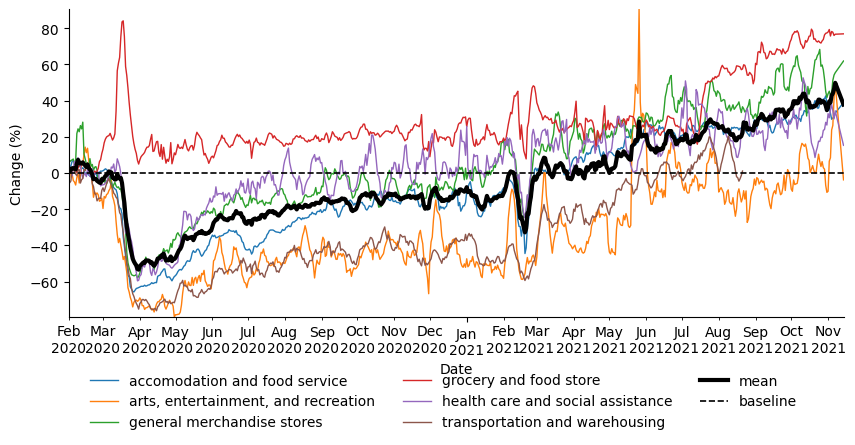 80
60
40
20
0
−20
−40
−60
Change (%)
Feb Mar Apr May Jun Jul Aug Sep Oct Nov Dec Jan Feb Mar Apr May Jun Jul Aug Sep Oct Nov
2020 2020 2020 2020 2020 2020 2020 2020 2020 2020 2020 2021 2021 2021 2021 2021 2021 2021 2021 2021 2021 2021
Date
accomodation and food service grocery and food store mean
arts, entertainment, and recreation health care and social assistance baseline
general merchandise stores transportation and warehousing